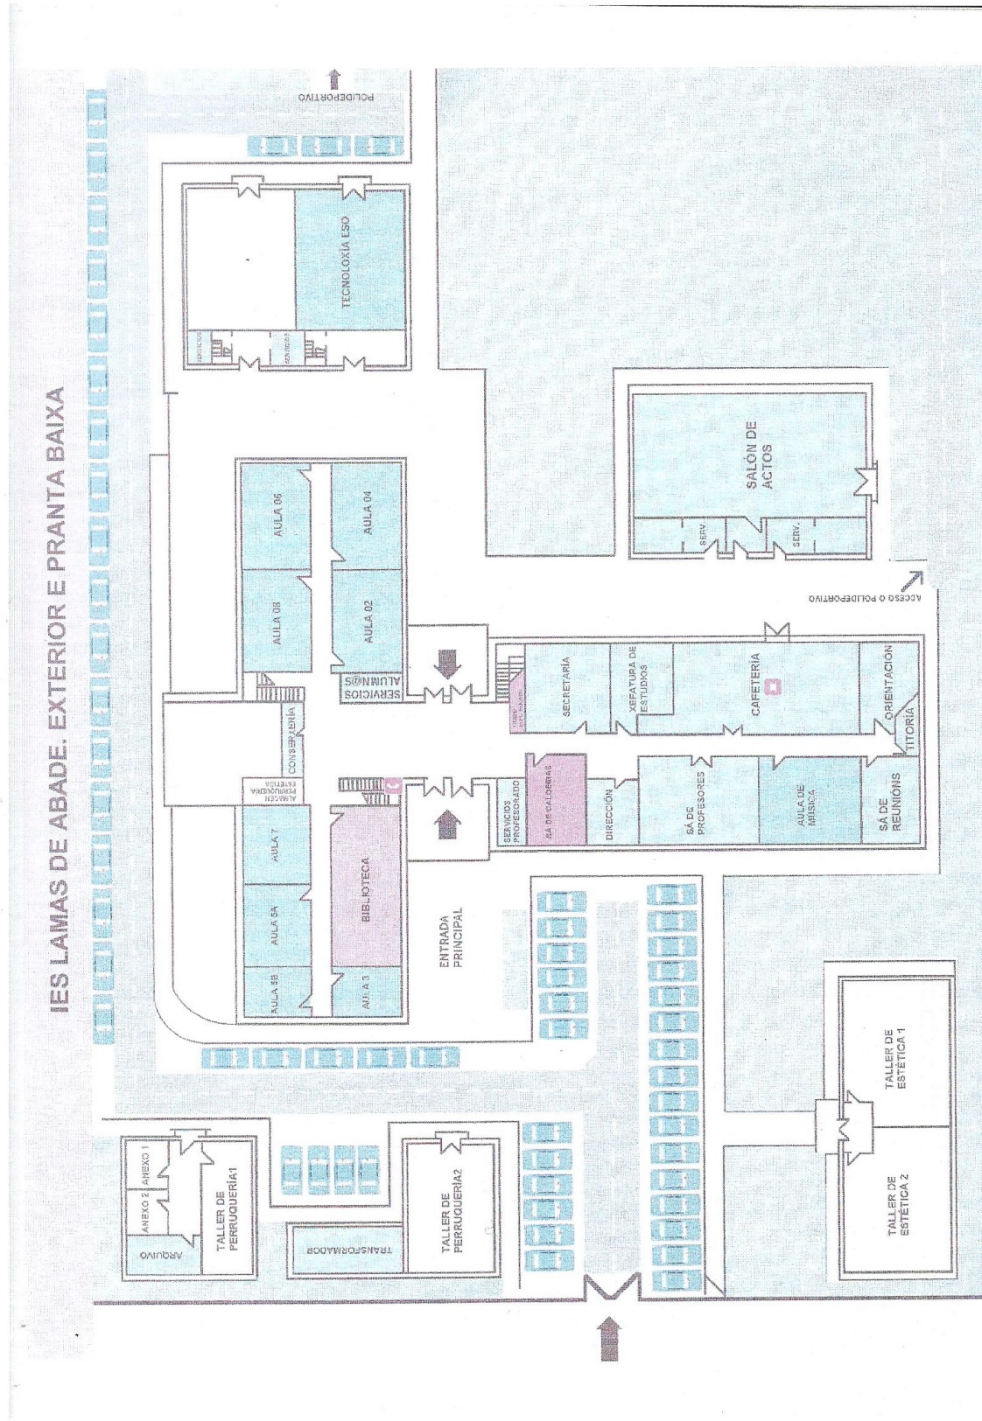 IES LAMAS DE ABADE. EXTERIOR E PRANTA BAIXA
POLIDEPORTIVO
TECNOLOXÍA ESO
AULA 06
AULA 04
AULA 08
AULA 02
SERVICIOS
ALUMN@S
CONSERXERÍA
ALMACÉN
PERRUQUERÍA
ESTÉTICA
AULA 7
AULA 5A
AULA 5B
BIBLIOTECA
AULA 3
ENTRADA
PRINCIPAL
SALÓN DE
ACTOS
SERV.
SERV.
ACCESO O POLIDEPORTIVO
SECRETARÍA
XEFATURA DE
ESTUDIOS
CAFETERÍA
ORIENTACIÓN
TITORÍA
SERVICIOS
PROFESORADO
SÁ DE CALDEIRAS
DIRECCIÓN
SÁ DE
PROFESORES
AULA DE
MÚSICA
SÁ DE
REUNIÓNS
ANEXO 1
ANEXO 2
ARQUIVO
TALLER DE
PERRUQUERÍA1
TRANSFORMADOR
TALLER DE
PERRUQUERÍA2
TALLER DE
ESTÉTICA 1
TALLER DE
ESTÉTICA 2